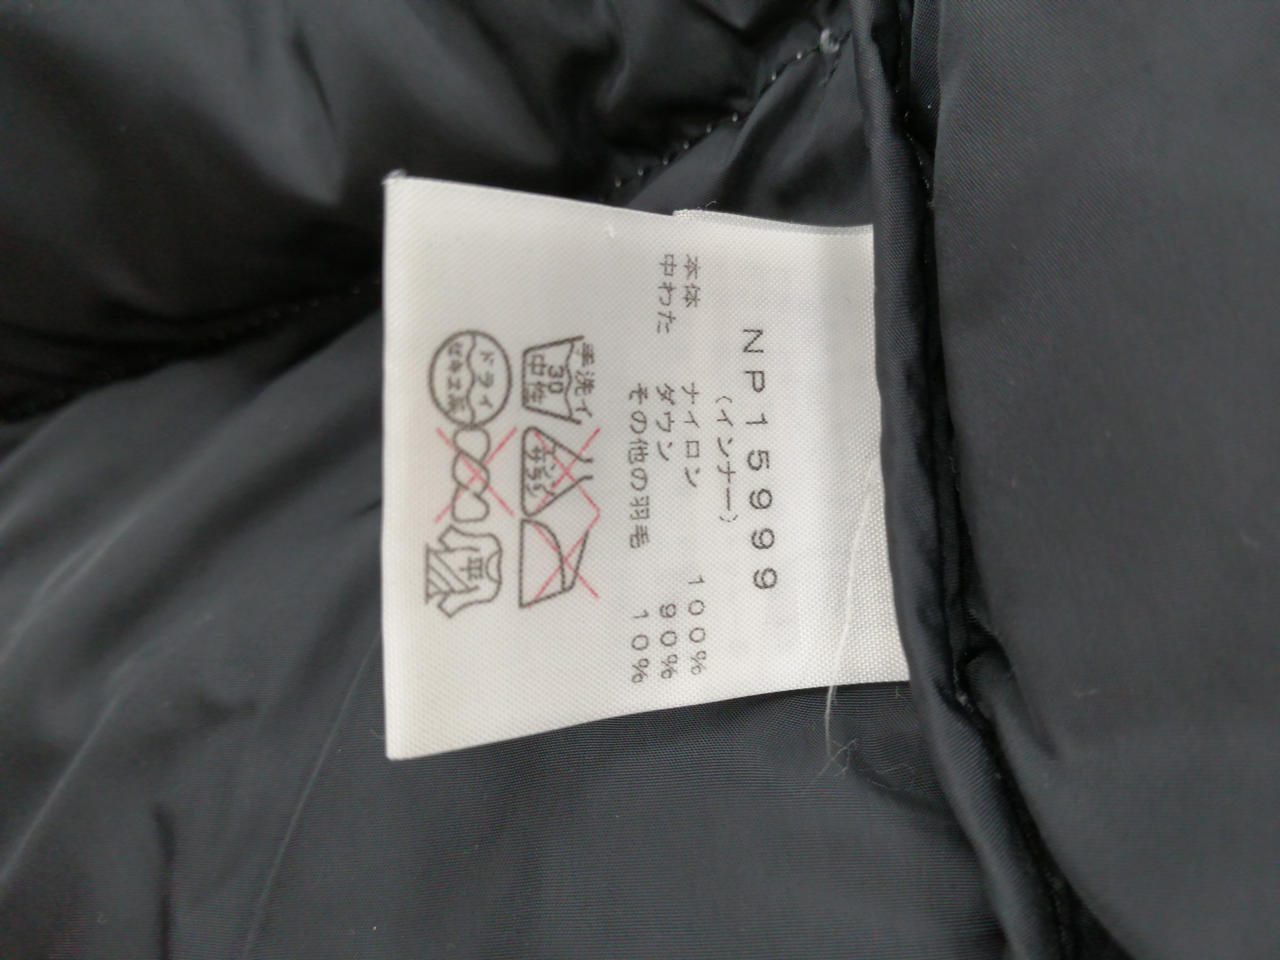 NP15999
(インナー)
本体 ナイロン 100%
中わた ダウン 90%
その他の羽毛 10%
手洗イ
30
中性
エンソ
サラシ
ドライ
セキユ系
平